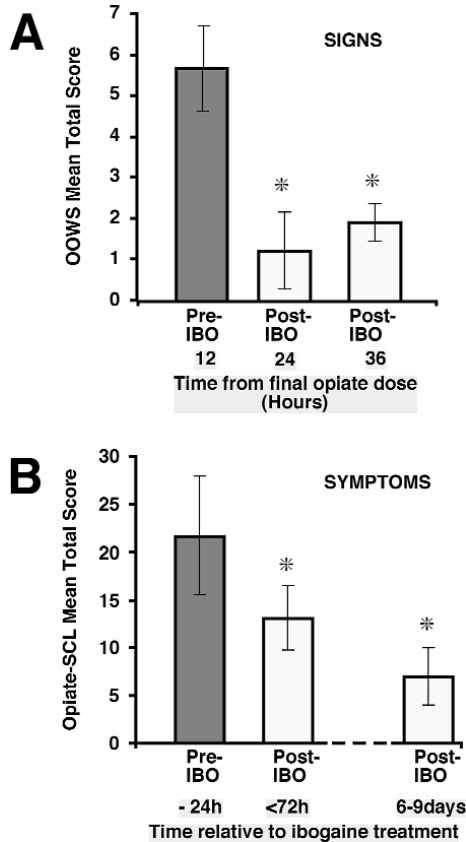 A
SIGNS
OOWS Mean Total Score
7
6
5
4
3
2
1
0
* *
Pre-IBO Post-IBO Post-IBO
12 24 36
Time from final opiate dose
(Hours)
B
SYMPTOMS
Opiate-SCL Mean Total Score
30
25
20
15
10
5
0
* *
Pre-IBO Post-IBO Post-IBO
- 24h <72h 6-9days
Time relative to ibogaine treatment